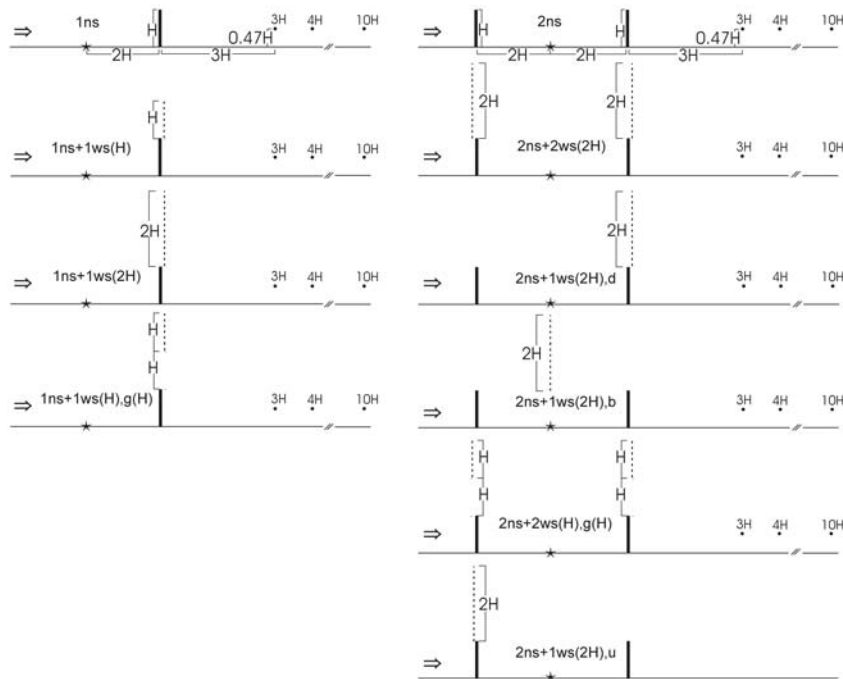 ⇒ 1ns H 0.47H 3H 4H 10H
2H 3H
H
⇒ 1ns+1ws(H) 3H 4H 10H
2H
⇒ 1ns+1ws(2H) 3H 4H 10H
H
H
⇒ 1ns+1ws(H),g(H) 3H 4H 10H
⇒ H 2ns H 0.47H 3H 4H 10H
2H 2H 3H
2H 2H
⇒ 2ns+2ws(2H) 3H 4H 10H
2H
⇒ 2ns+1ws(2H),d 3H 4H 10H
2H
⇒ 2ns+1ws(2H),b 3H 4H 10H
H H
H H
⇒ 2ns+2ws(H),g(H) 3H 4H 10H
2H
⇒ 2ns+1ws(2H),u